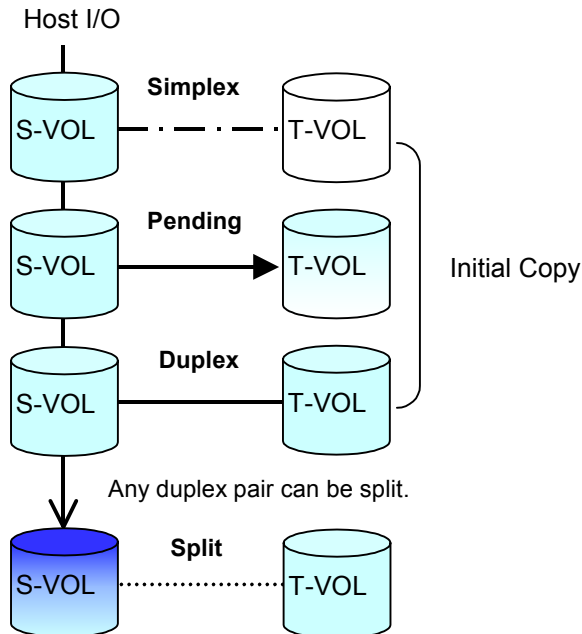 Host I/O
Simplex
S-VOL
T-VOL
Pending
S-VOL
T-VOL
Initial Copy
Duplex
S-VOL
T-VOL
Any duplex pair can be split.
Split
S-VOL
T-VOL